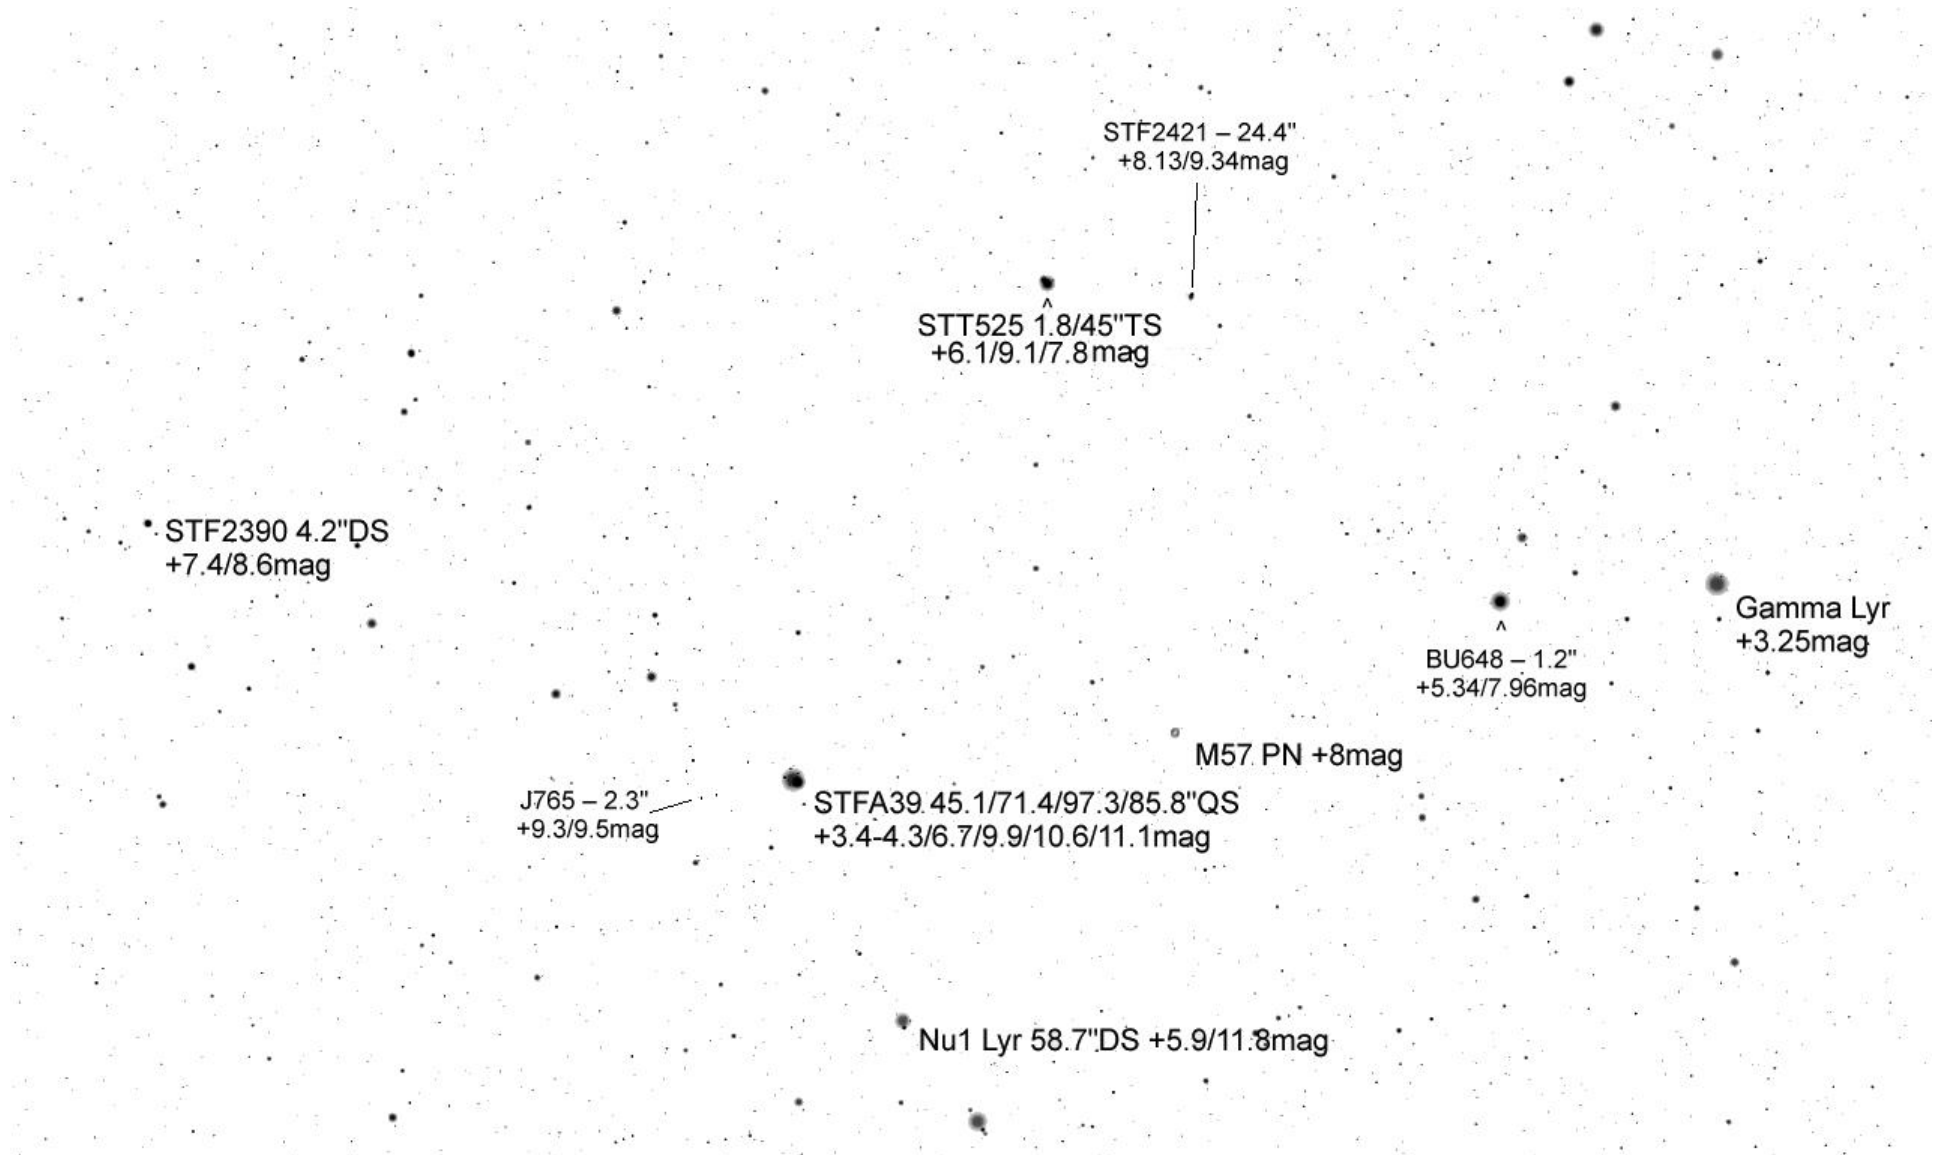 STF2421 – 24.4"
+8.13/9.34mag
^
STT525 1.8/45"TS
+6.1/9.1/7.8mag
STF2390 4.2"DS
+7.4/8.6mag
Gamma Lyr
+3.25mag
^
BU648 – 1.2"
+5.34/7.96mag
M57 PN +8mag
J765 – 2.3"
+9.3/9.5mag
STFA39 45.1/71.4/97.3/85.8"QS
+3.4-4.3/6.7/9.9/10.6/11.1mag
Nu1 Lyr 58.7"DS +5.9/11.8mag